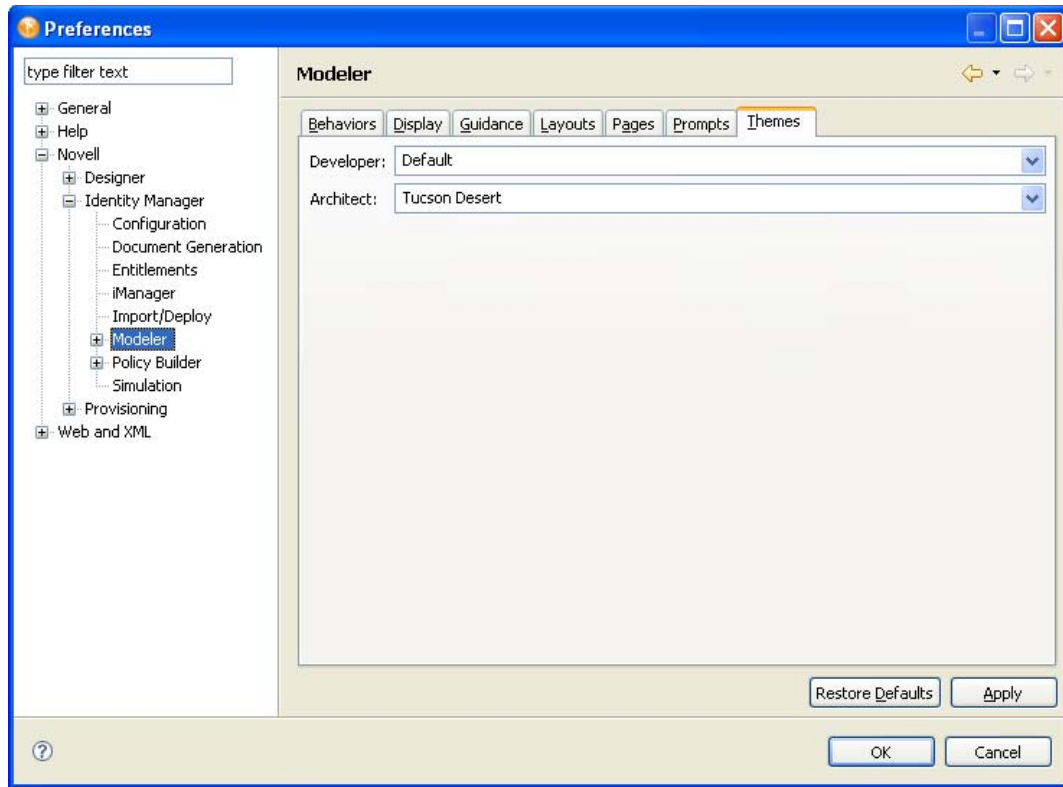 Preferences
type filter text
General
Help
Novell
Designer
Identity Manager
Configuration
Document Generation
Entitlements
iManager
Import/Deploy
Modeler
Policy Builder
Simulation
Provisioning
Web and XML
Modeler
Behaviors Display Guidance Layouts Pages Prompts Themes
Developer: Default
Architect: Tucson Desert
Restore Defaults Apply
? OK Cancel